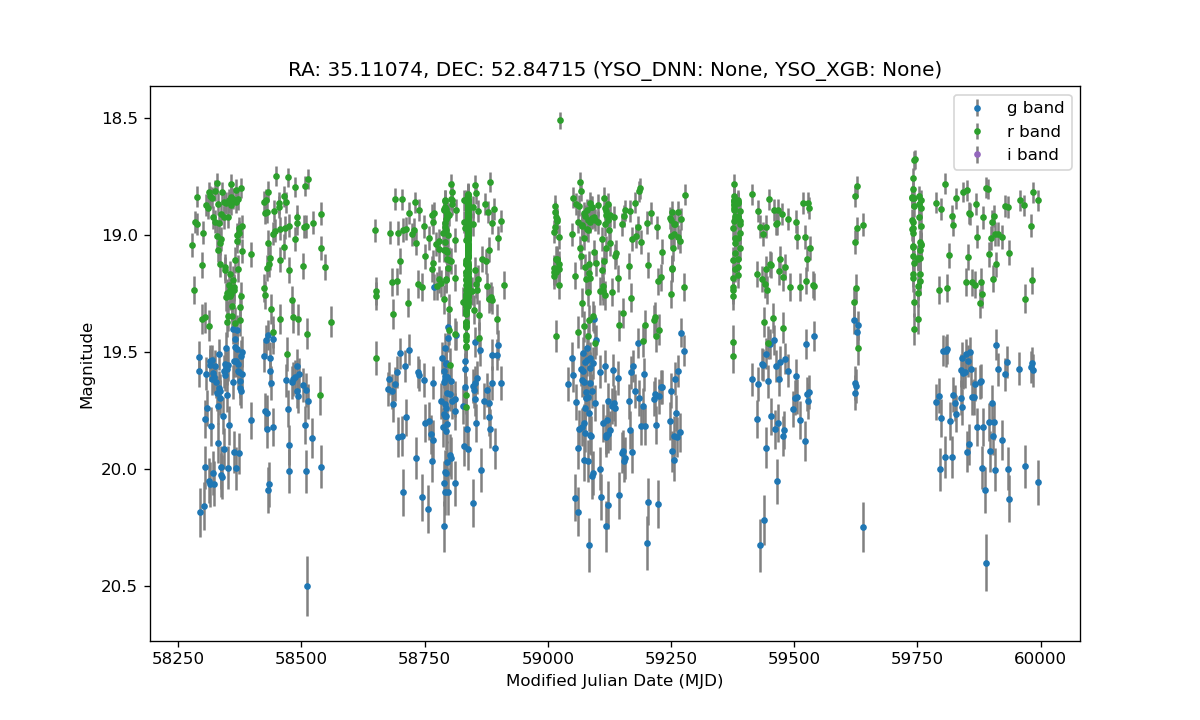 RA: 35.11074, DEC: 52.84715 (YSO_DNN: None, YSO_XGB: None)
g band
r band
i band
18.5
19.0
19.5
20.0
20.5
Magnitude
58250 58500 58750 59000 59250 59500 59750 60000
Modified Julian Date (MJD)